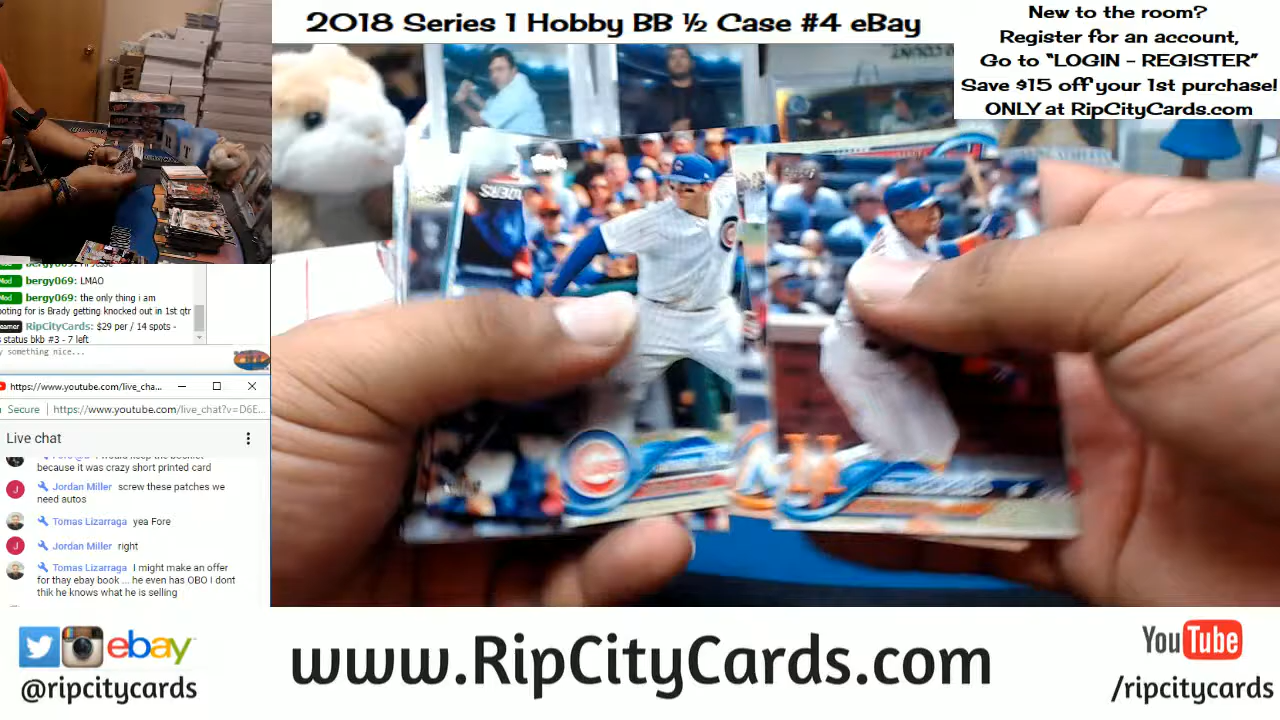 2018 Series 1 Hobby BB ½ Case #4 eBay
New to the room?
Register for an account,
Go to "LOGIN - REGISTER"
Save $15 off your 1st purchase!
ONLY at RipCityCards.com
bergy069:
Mod bergy069: LMAO
Mod bergy069: the only thing i am
ooting for is Brady getting knocked out in 1st qtr
RipCityCards: $29 per / 14 spots -
status bkb #3 - 7 left
y something nice...
https://www.youtube.com/live_cha...
Secure https://www.youtube.com/live_chat?v=D6E...
Live chat
because it was crazy short printed card
J Jordan Miller screw these patches we
need autos
Tomas Lizarraga yea Fore
J Jordan Miller right
Tomas Lizarraga I might make an offer
for thay ebay book ... he even has OBO I dont
thik he knows what he is selling
ebay
@ripcitycards
www.RipCityCards.com
YouTube
/ripcitycards